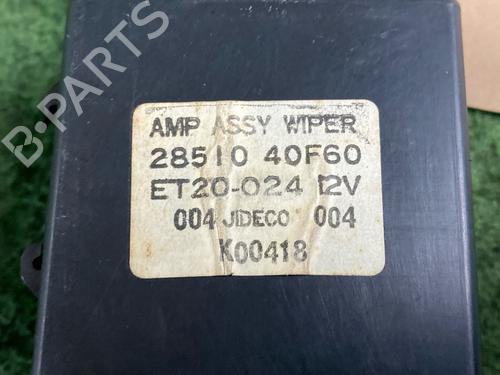 B-PARTS
AMP ASSY WIPER
28510 40F60
ET20-024 12V
004 JIDECO 004
K00418